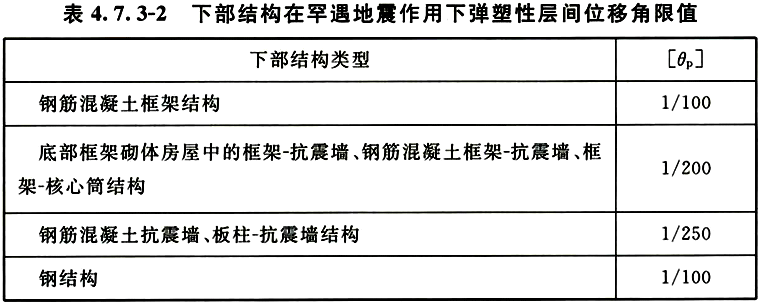 表 4.7.3-2 下部结构在罕遇地震作用下弹塑性层间位移角限值
下部结构类型 [θp]
钢筋混凝土框架结构 1/100
底部框架砌体房屋中的框架-抗震墙、钢筋混凝土框架-抗震墙、框
架-核心筒结构 1/200
钢筋混凝土抗震墙、板柱-抗震墙结构 1/250
钢结构 1/100